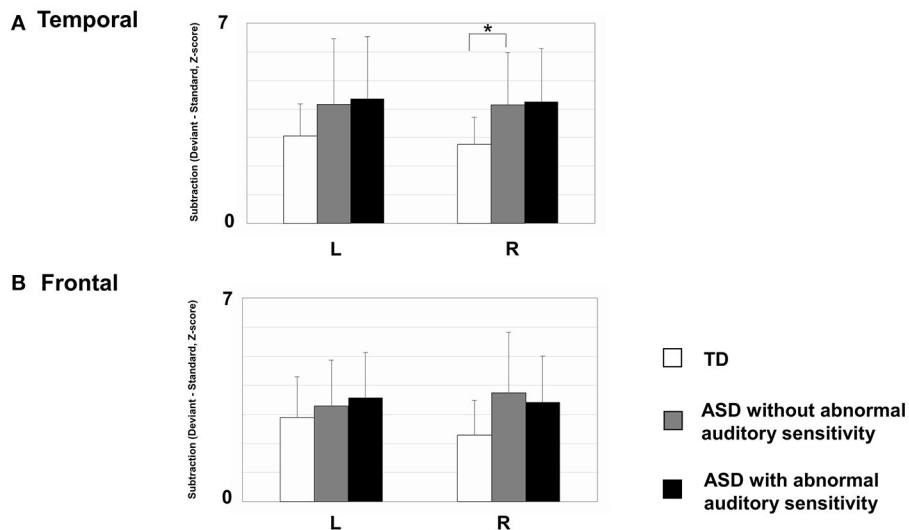 A Temporal
7
Subtraction (Deviant - Standard, Z-score)
*
0
L R
B Frontal
7
Subtraction (Deviant - Standard, Z-score)
0
L R
TD
ASD without abnormal
auditory sensitivity
ASD with abnormal
auditory sensitivity